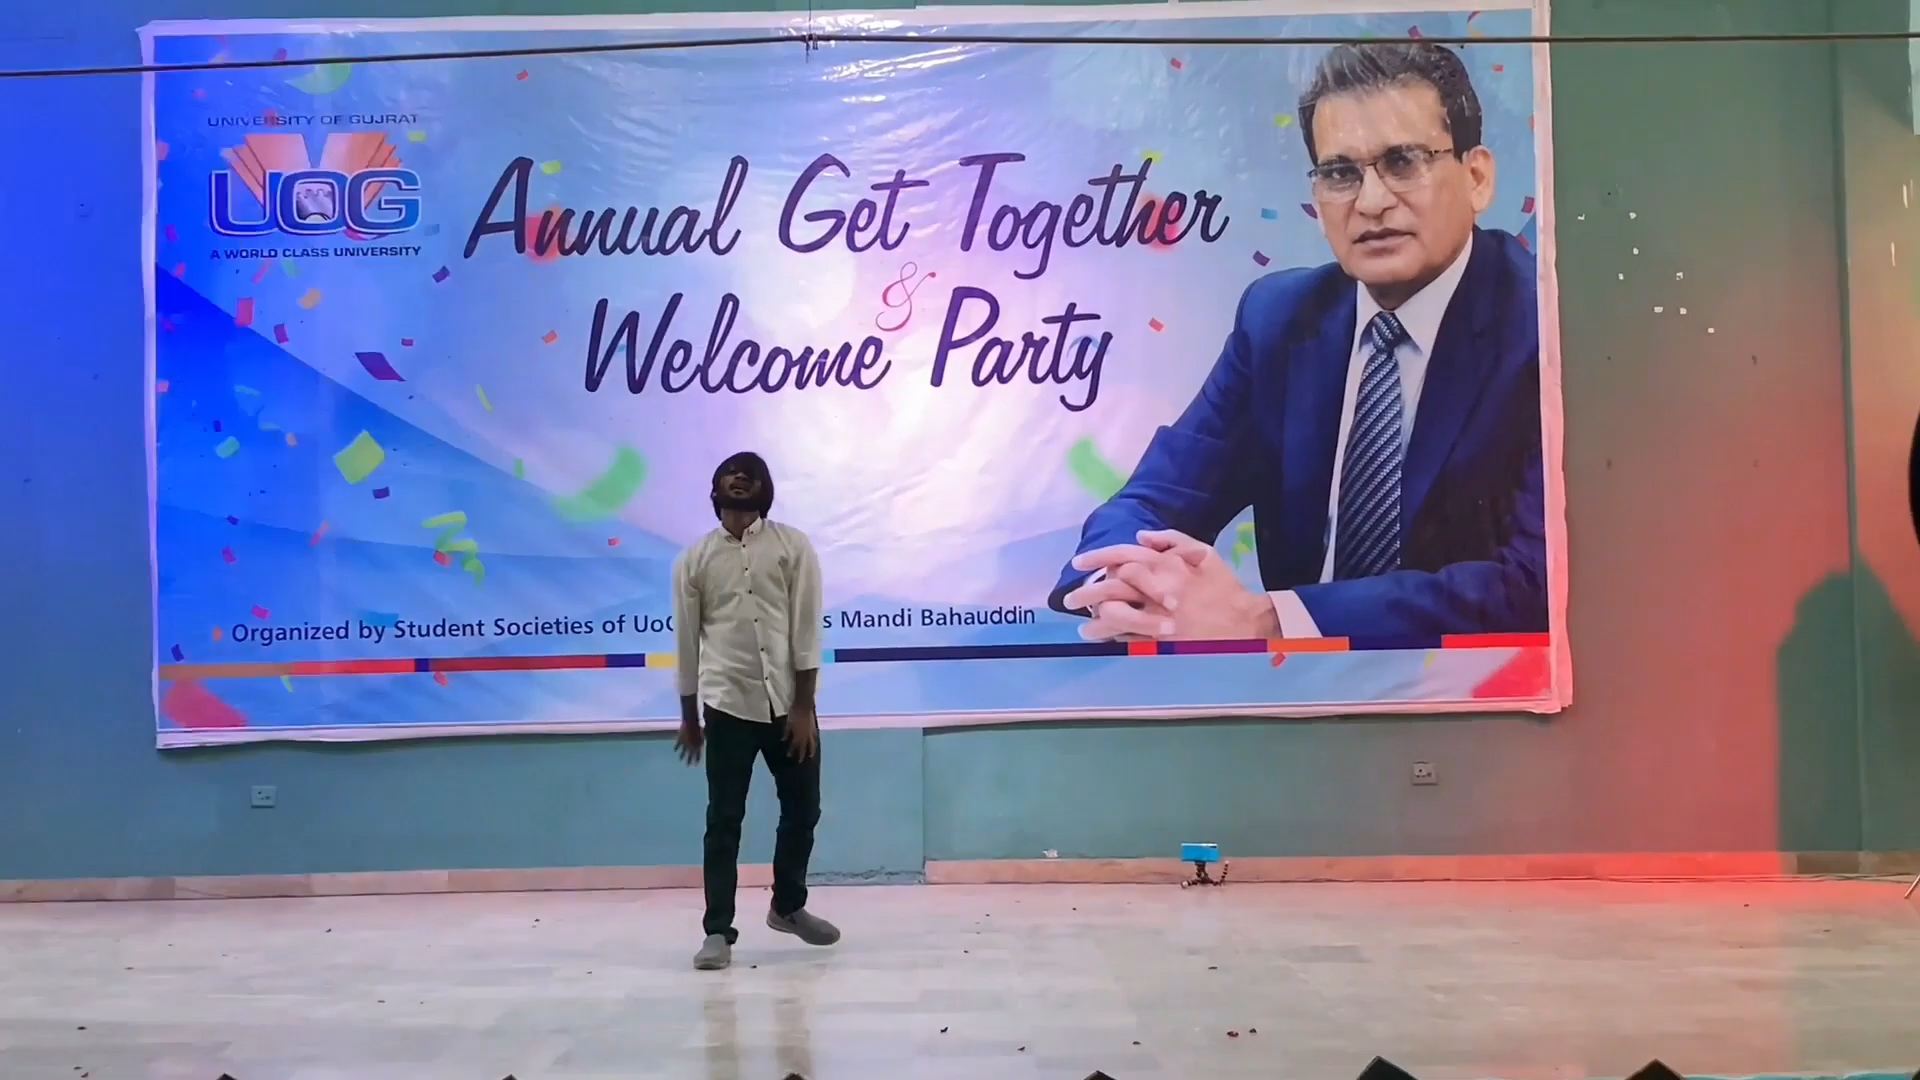 UNIVERSITY OF GUJRAT
UOG
A WORLD CLASS UNIVERSITY
Annual Get Together
&
Welcome Party
Organized by Student Societies of Mandi Bahauddin